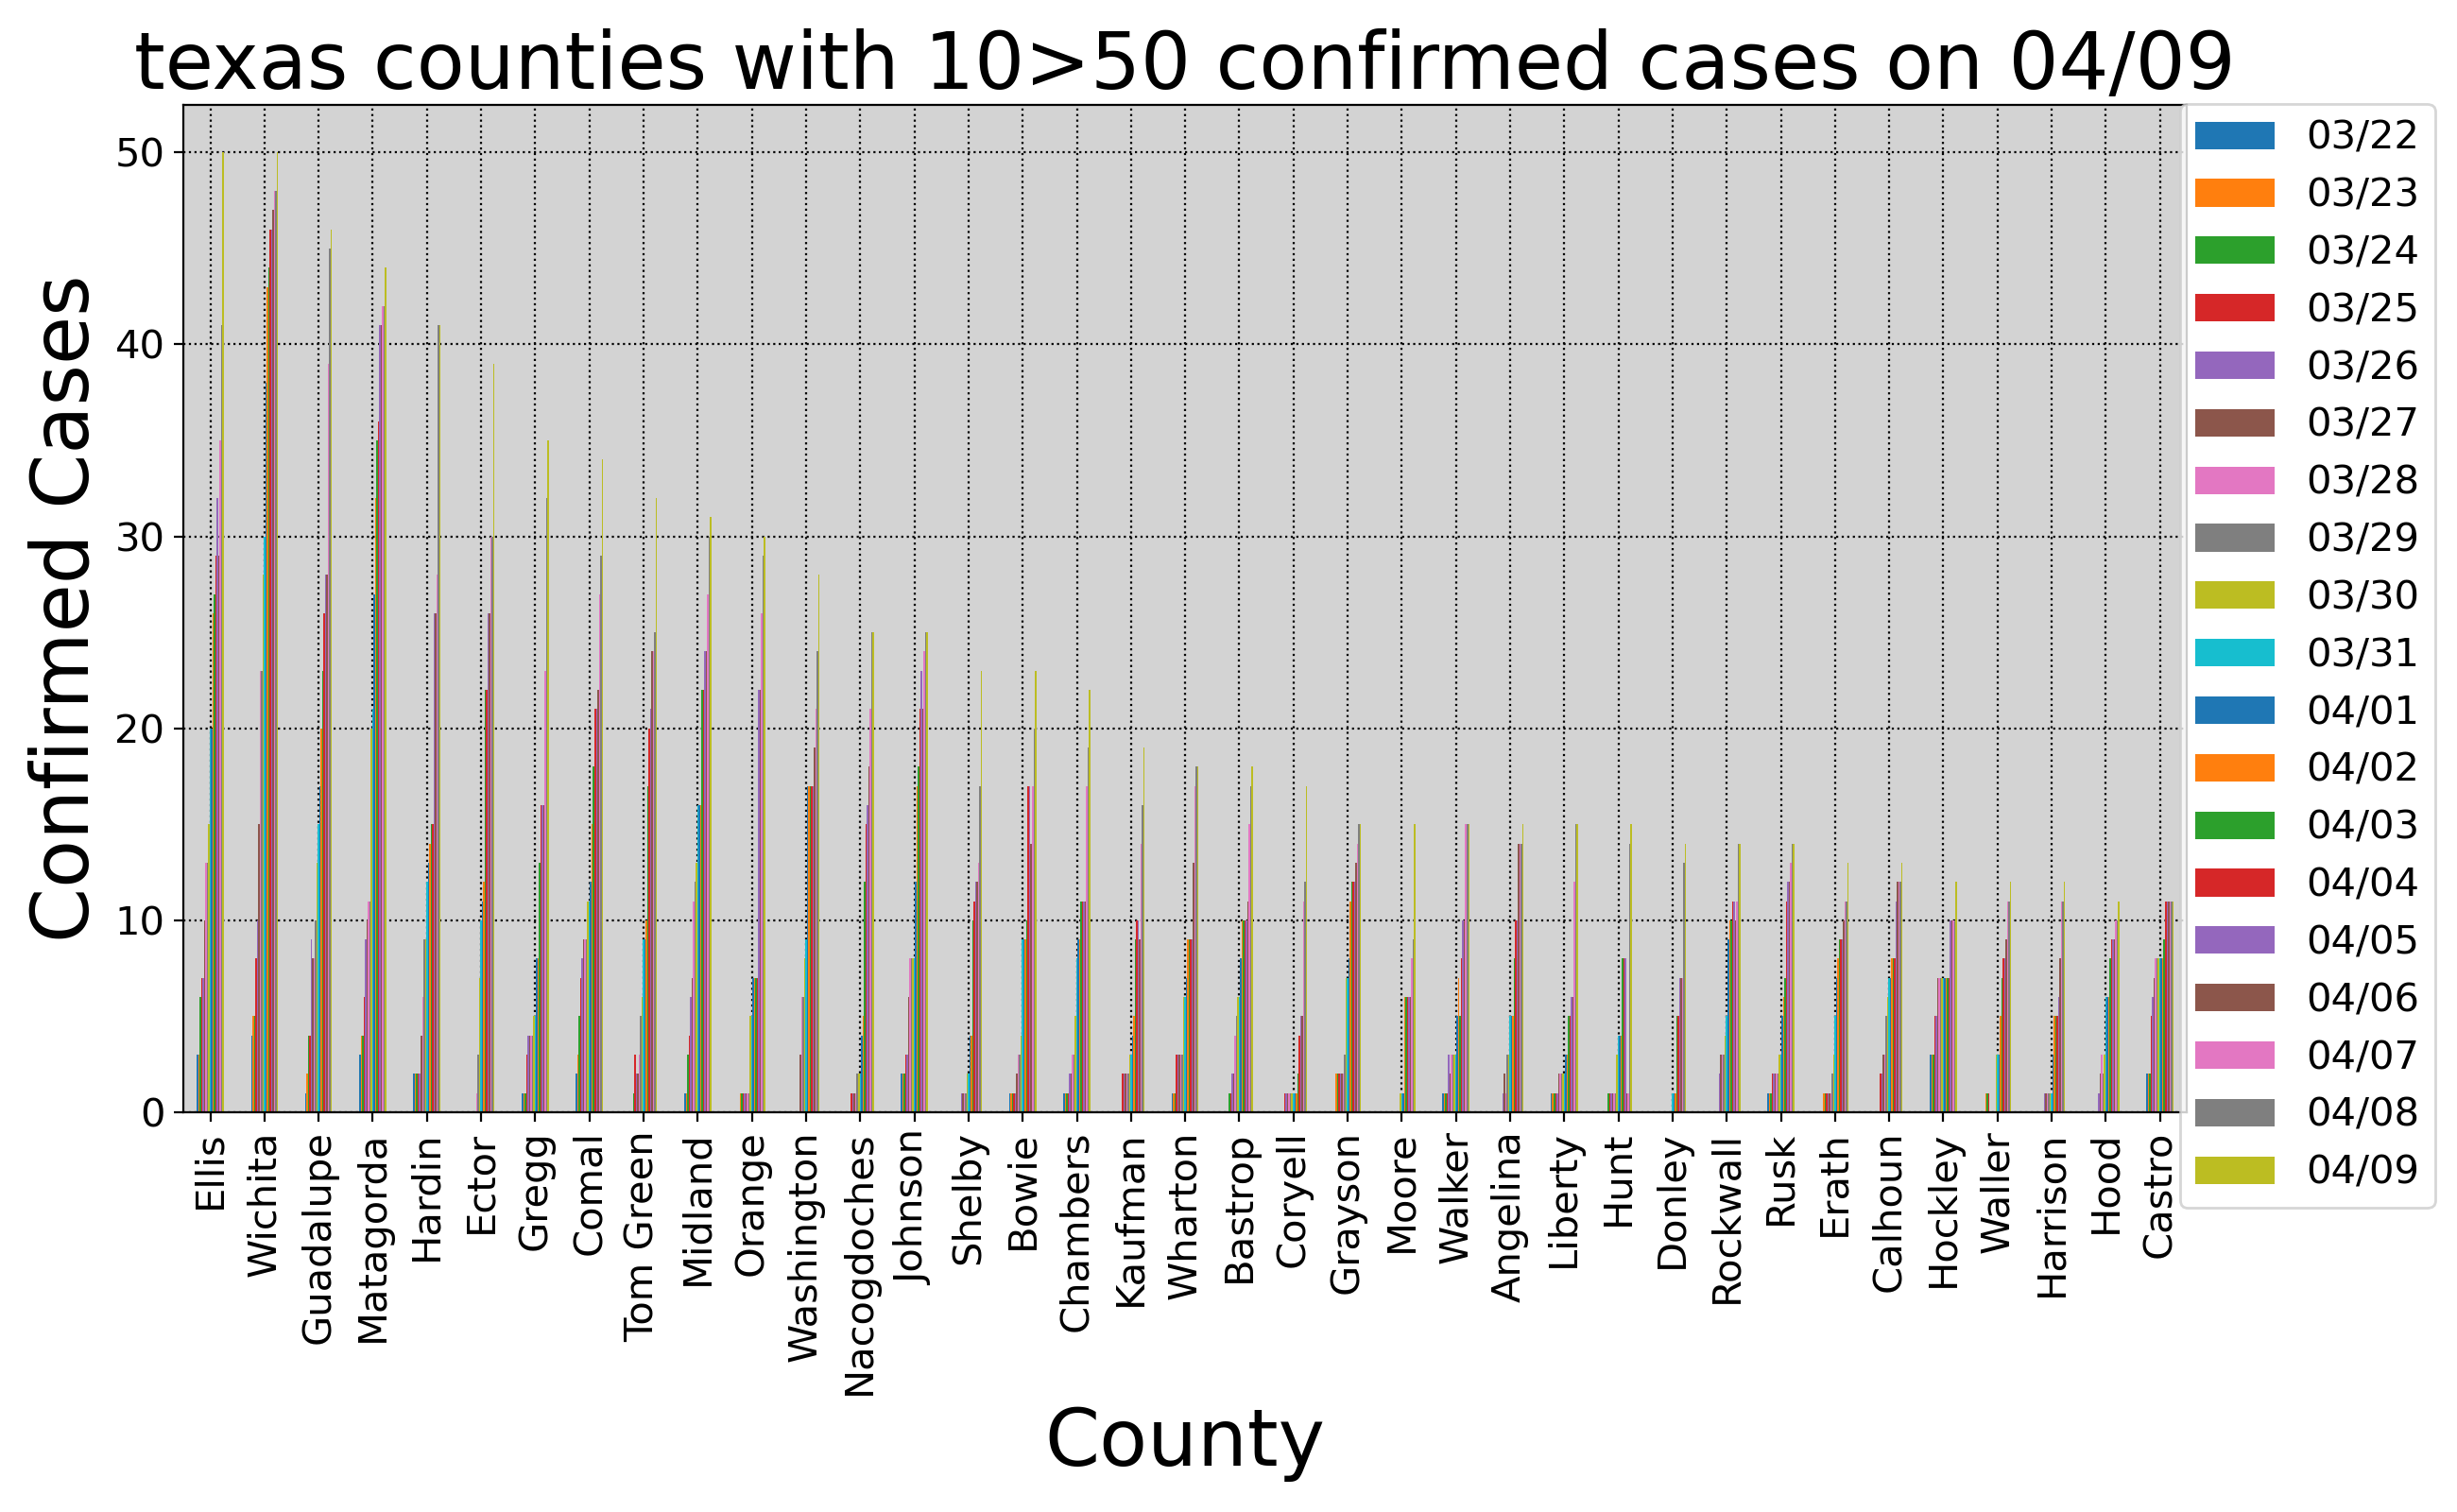 texas counties with 10>50 confirmed cases on 04/09
Confirmed Cases
50
40
30
20
10
0
Ellis
Wichita
Guadalupe
Matagorda
Hardin
Ector
Gregg
Comal
Tom Green
Midland
Orange
Washington
Nacogdoches
Johnson
Shelby
Bowie
Chambers
Kaufman
Wharton
Bastrop
Coryell
Grayson
Moore
Walker
Angelina
Liberty
Hunt
Donley
Rockwall
Rusk
Erath
Calhoun
Hockley
Waller
Harrison
Hood
Castro
County
03/22
03/23
03/24
03/25
03/26
03/27
03/28
03/29
03/30
03/31
04/01
04/02
04/03
04/04
04/05
04/06
04/07
04/08
04/09